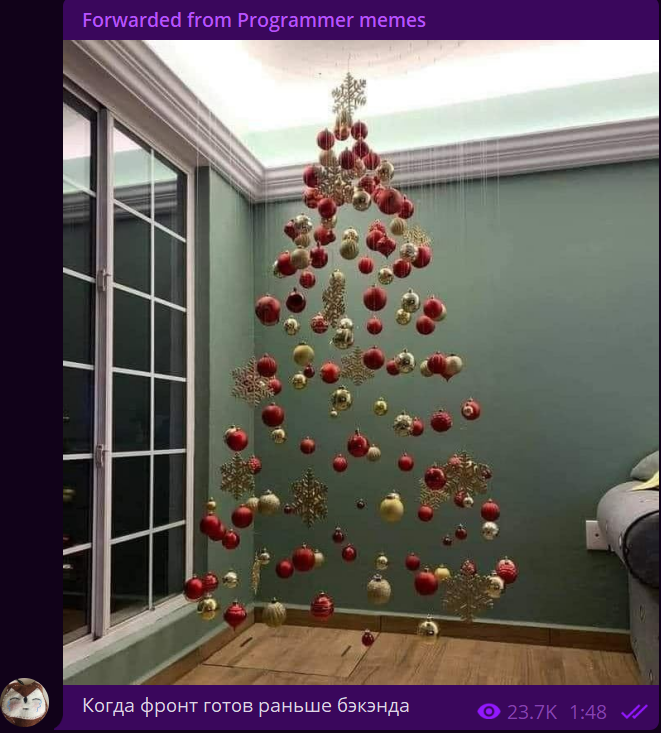 Forwarded from Programmer memes
Когда фронт готов раньше бэкэнда
23.7K 1:48